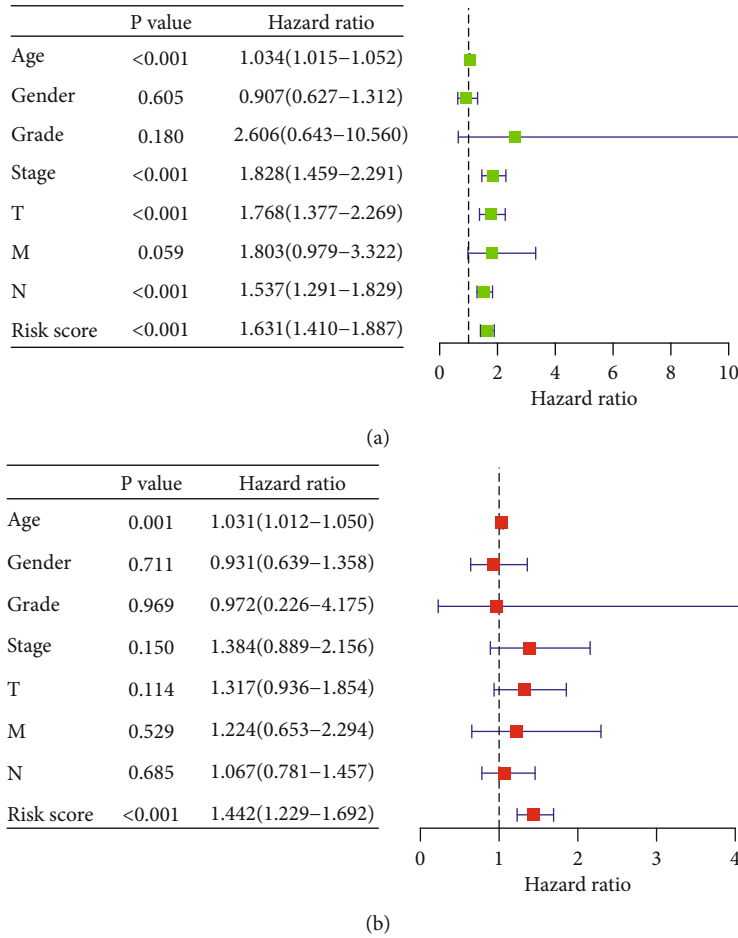 P value Hazard ratio
Age <0.001 1.034(1.015−1.052)
Gender 0.605 0.907(0.627−1.312)
Grade 0.180 2.606(0.643−10.560)
Stage <0.001 1.828(1.459−2.291)
T <0.001 1.768(1.377−2.269)
M 0.059 1.803(0.979−3.322)
N <0.001 1.537(1.291−1.829)
Risk score <0.001 1.631(1.410−1.887)
0 2 4 6 8 10
Hazard ratio
(a)
P value Hazard ratio
Age 0.001 1.031(1.012−1.050)
Gender 0.711 0.931(0.639−1.358)
Grade 0.969 0.972(0.226−4.175)
Stage 0.150 1.384(0.889−2.156)
T 0.114 1.317(0.936−1.854)
M 0.529 1.224(0.653−2.294)
N 0.685 1.067(0.781−1.457)
Risk score <0.001 1.442(1.229−1.692)
0 1 2 3 4
Hazard ratio
(b)